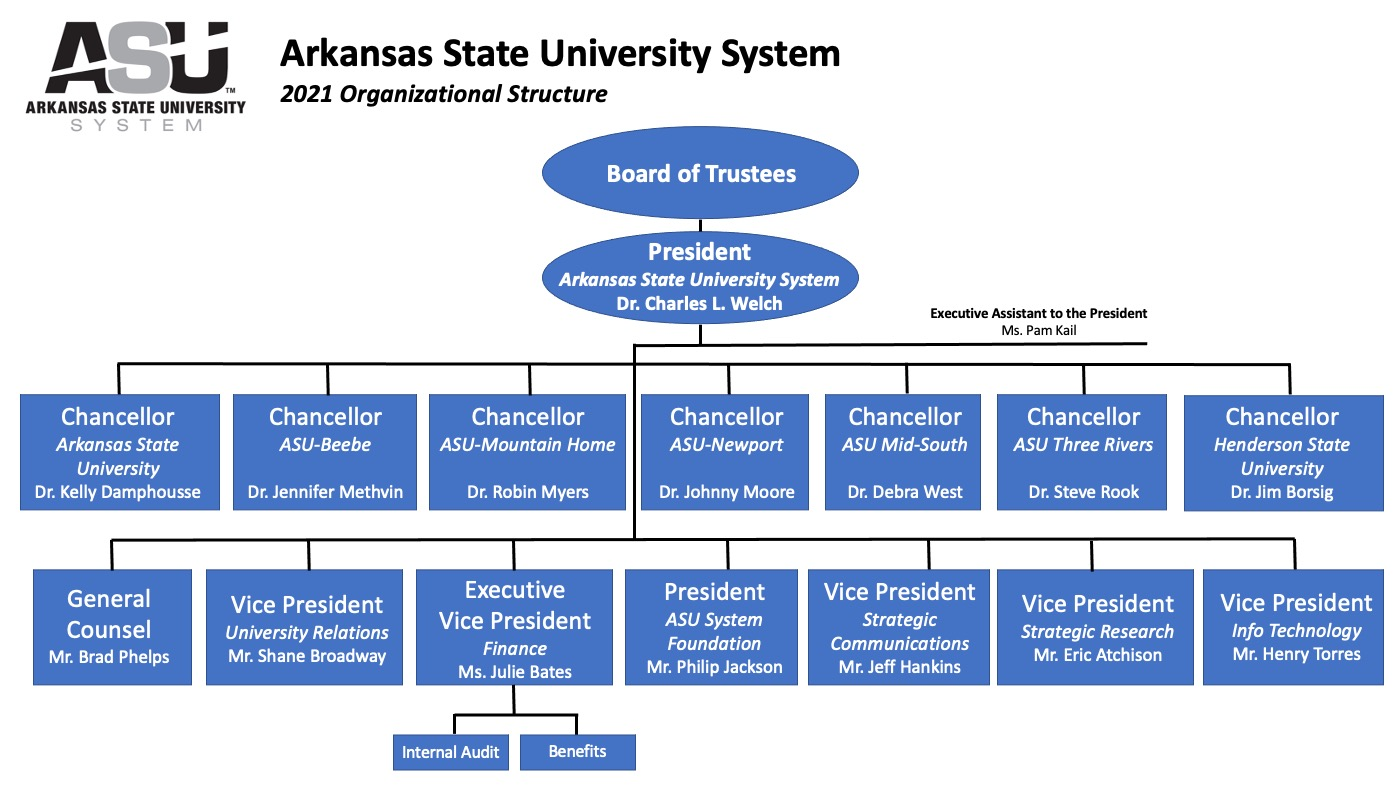 ASU
TM
ARKANSAS STATE UNIVERSITY
SYSTEM
Arkansas State University System
2021 Organizational Structure
Board of Trustees
President
Arkansas State University System
Dr. Charles L. Welch
Executive Assistant to the President
Ms. Pam Kail
Chancellor
Arkansas State
University
Dr. Kelly Damphousse
Chancellor
ASU-Beebe
Dr. Jennifer Methvin
Chancellor
ASU-Mountain Home
Dr. Robin Myers
Chancellor
ASU-Newport
Dr. Johnny Moore
Chancellor
ASU Mid-South
Dr. Debra West
Chancellor
ASU Three Rivers
Dr. Steve Rook
Chancellor
Henderson State
University
Dr. Jim Borsig
General
Counsel
Mr. Brad Phelps
Vice President
University Relations
Mr. Shane Broadway
Executive
Vice President
Finance
Ms. Julie Bates
President
ASU System
Foundation
Mr. Philip Jackson
Vice President
Strategic
Communications
Mr. Jeff Hankins
Vice President
Strategic Research
Mr. Eric Atchison
Vice President
Info Technology
Mr. Henry Torres
Internal Audit
Benefits